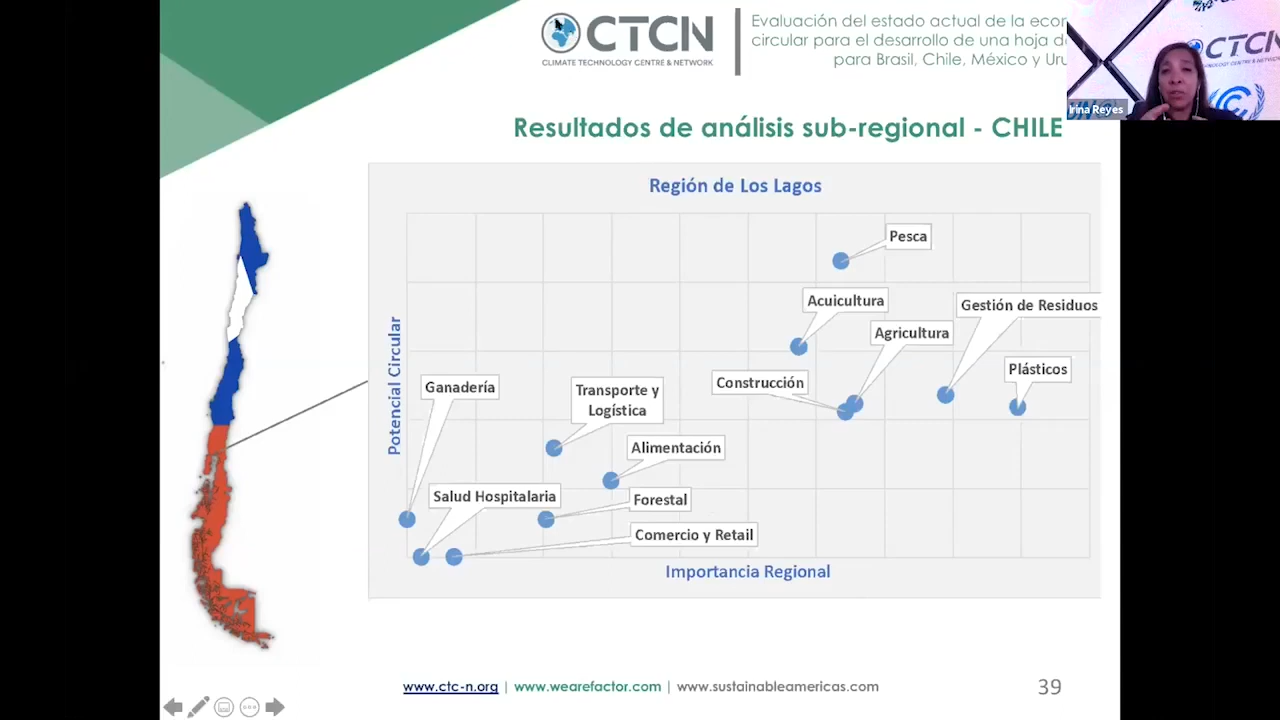 CTCN
CLIMATE TECHNOLOGY CENTRE & NETWORK
Evaluación del estado actual de la
circular para el desarrollo de una hoja
para Brasil, Chile, México y
CTCN
CENTRE & NETWORK
Irina Reyes
Resultados de análisis sub-regional - CHILE
Región de Los Lagos
Pesca
Acuicultura
Gestión de Residuos
Agricultura
Plásticos
Construcción
Ganadería
Transporte y
Logística
Alimentación
Salud Hospitalaria
Forestal
Comercio y Retail
Potencial Circular
Importancia Regional
www.ctc-n.org | www.wearefactor.com | www.sustainableamericas.com
39